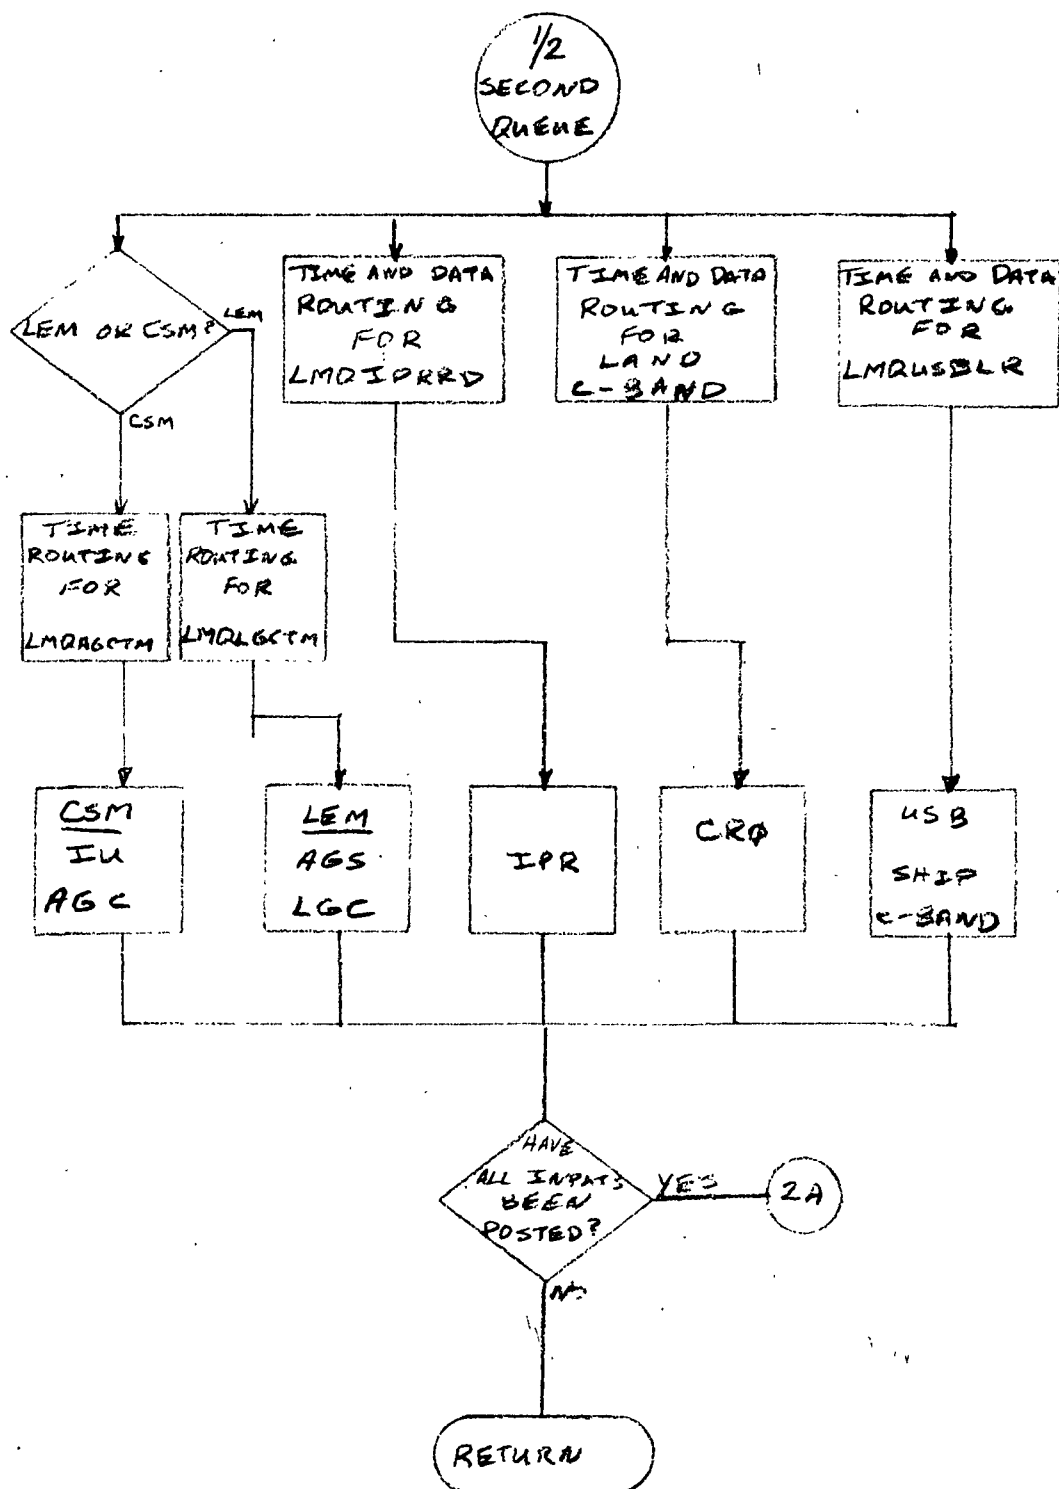 1/2
SECOND
QUEUE
LEM OR CSM?
LEM
CSM
TIME AND DATA
ROUTING
FOR
LMQIPRRD
TIME AND DATA
ROUTING
FOR
LAND
C-BAND
TIME AND DATA
ROUTING
FOR
LMQUSBLR
TIME
ROUTING
FOR
LMQAGCTM
TIME
ROUTING
FOR
LMQLGCTM
CSM
IU
AGC
LEM
AGS
LGC
IPR
CRØ
USB
SHIP
C-BAND
HAVE
ALL INPUTS
BEEN
POSTED?
YES
2A
NO
RETURN